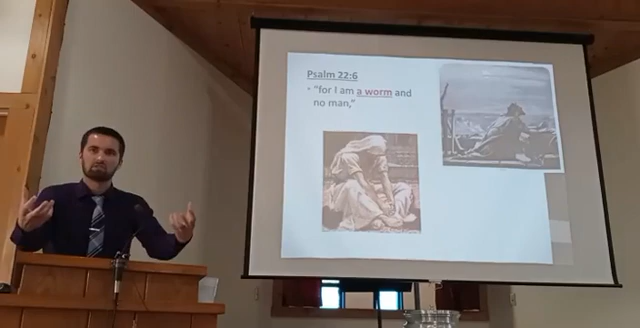 Psalm 22:6
• “for I am a worm and
no man,”